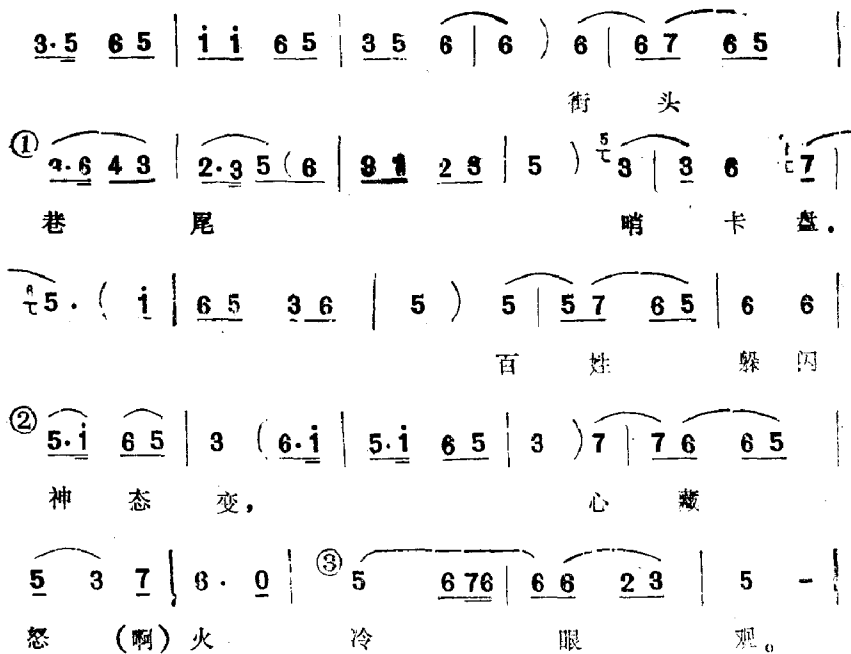 3·5 6 5 | i i 6 5 | 3 5 6 | 6 ) 6 | 6 7 6 5 |
街 头
① 3·6 4 3 | 2·3 5 ( 6 | 3 1 2 3 | 5 ) 5 3 | 3 6 7 |
巷 尾 哨 卡 盘.
6 5 · ( i | 6 5 3 6 | 5 ) 5 | 5 7 6 5 | 6 6 |
百 姓 躲 闪
② 5·i 6 5 | 3 ( 6·i | 5·i 6 5 | 3 ) 7 | 7 6 6 5 |
神 态 变, 心 藏
5 3 7 | 6 · 0 | ③ 5 6 7 6 | 6 6 2 3 | 5 - |
怒 (啊) 火 冷 眼 观。